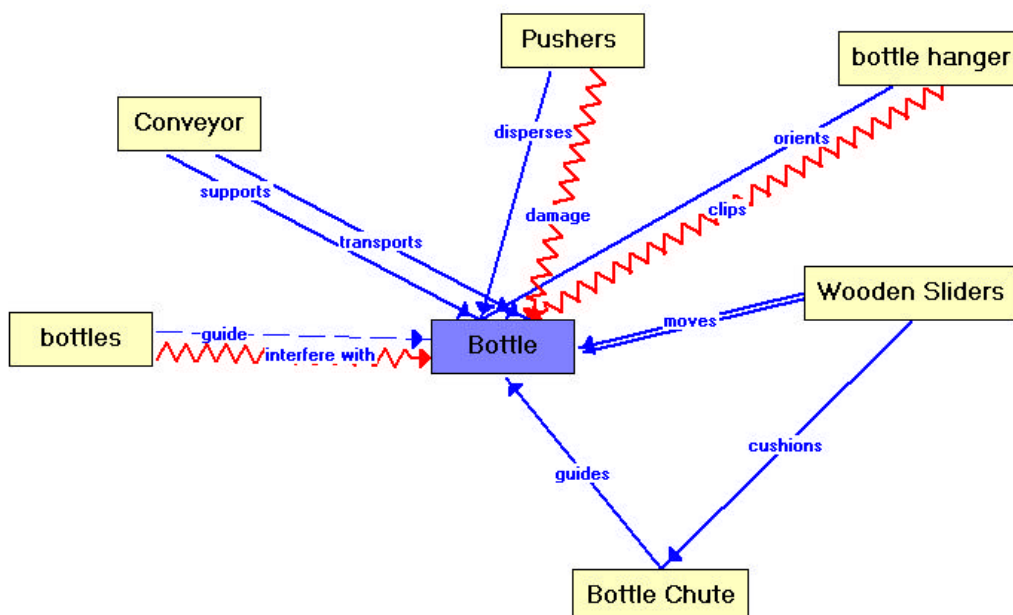 Pushers
bottle hanger
Conveyor
disperses
orients
supports
damage
clips
transports
Wooden Sliders
bottles
guide
moves
Bottle
interfere with
cushions
guides
Bottle Chute